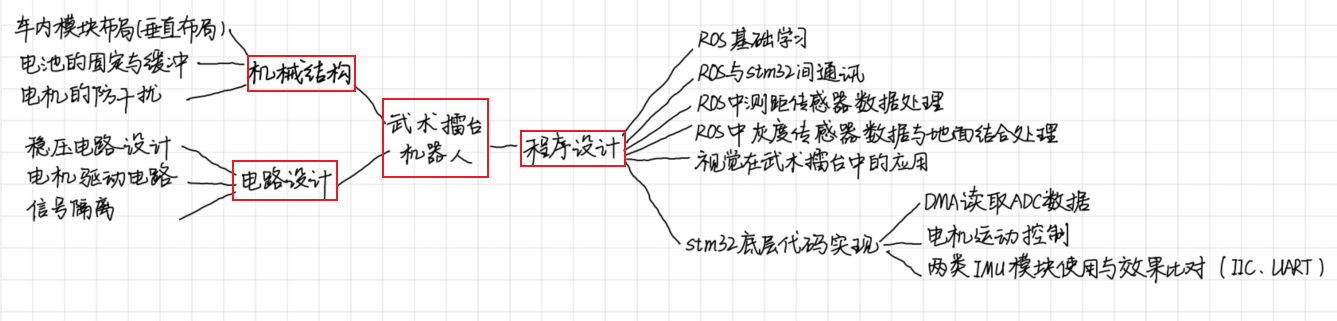 车内模块布局(垂直布局)
电池的固定与缓冲
电机的防干扰
机械结构
稳压电路设计
电机驱动电路
信号隔离
电路设计
武术擂台
机器人
程序设计
ROS基础学习
ROS与stm32间通讯
ROS中测距传感器数据处理
ROS中灰度传感器数据与地面结合处理
视觉在武术擂台中的应用
stm32底层代码实现
DMA读取ADC数据
电机运动控制
两类IMU模块使用与效果比对（IIC、UART）